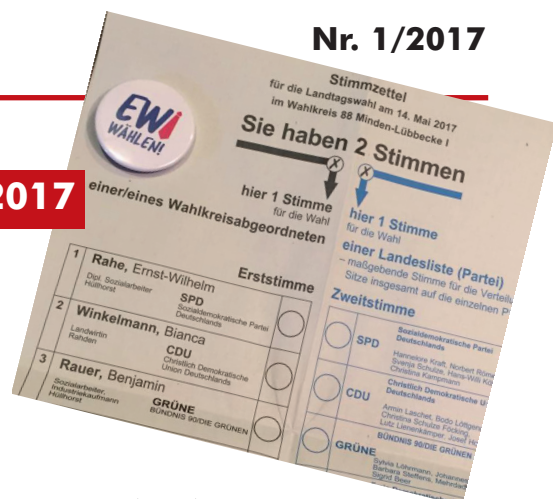 Nr. 1/2017
2017
EWi
WÄHLEN!
Stimmzettel
für die Landtagswahl am 14. Mai 2017
im Wahlkreis 88 Minden-Lübbecke I
Sie haben 2 Stimmen
hier 1 Stimme
für die Wahl
einer/eines Wahlkreisabgeordneten
Erststimme
1 Rahe, Ernst-Wilhelm
Dipl. Sozialarbeiter
Hüllhorst
SPD
Sozialdemokratische Partei
Deutschlands
2 Winkelmann, Bianca
Landwirtin
Rahden
CDU
Christlich Demokratische
Union Deutschlands
3 Rauer, Benjamin
Sozialarbeiter,
Industriekaufmann
Hüllhorst
GRÜNE
BÜNDNIS 90/DIE GRÜNEN
hier 1 Stimme
für die Wahl
einer Landesliste (Partei)
– maßgebende Stimme für die
Sitze insgesamt auf die einzelnen
Zweitstimme
SPD
Sozialdemokratische Partei
Deutschlands
Hannelore Kraft, Norbert
Svenja Schulze, Hans-Willi
Christina Kampmann
CDU
Christlich Demokratische
Deutschlands
Armin Laschet, Bodo
Christina Schulze Föcking,
Lutz Lienenkämper, Josef
GRÜNE
BÜNDNIS 90/DIE GRÜNEN
Sylvia Löhrmann,
Barbara Steffens,
Sigrid Beer